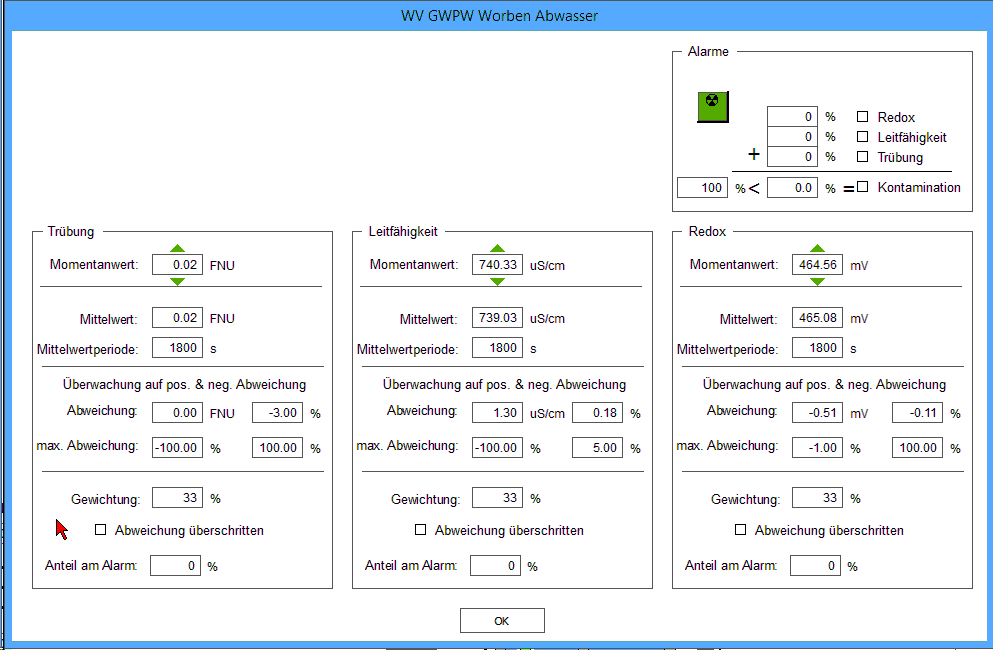 WV GWPW Worben Abwasser
Alarme
0 % Redox
0 % Leitfähigkeit
+ 0 % Trübung
100 % < 0.0 % = Kontamination
Trübung
Momentanwert: 0.02 FNU
Mittelwert: 0.02 FNU
Mittelwertperiode: 1800 s
Überwachung auf pos. & neg. Abweichung
Abweichung: 0.00 FNU -3.00 %
max. Abweichung: -100.00 % 100.00 %
Gewichtung: 33 %
Abweichung überschritten
Anteil am Alarm: 0 %
Leitfähigkeit
Momentanwert: 740.33 uS/cm
Mittelwert: 739.03 uS/cm
Mittelwertperiode: 1800 s
Überwachung auf pos. & neg. Abweichung
Abweichung: 1.30 uS/cm 0.18 %
max. Abweichung: -100.00 % 5.00 %
Gewichtung: 33 %
Abweichung überschritten
Anteil am Alarm: 0 %
Redox
Momentanwert: 464.56 mV
Mittelwert: 465.08 mV
Mittelwertperiode: 1800 s
Überwachung auf pos. & neg. Abweichung
Abweichung: -0.51 mV -0.11 %
max. Abweichung: -1.00 % 100.00 %
Gewichtung: 33 %
Abweichung überschritten
Anteil am Alarm: 0 %
OK